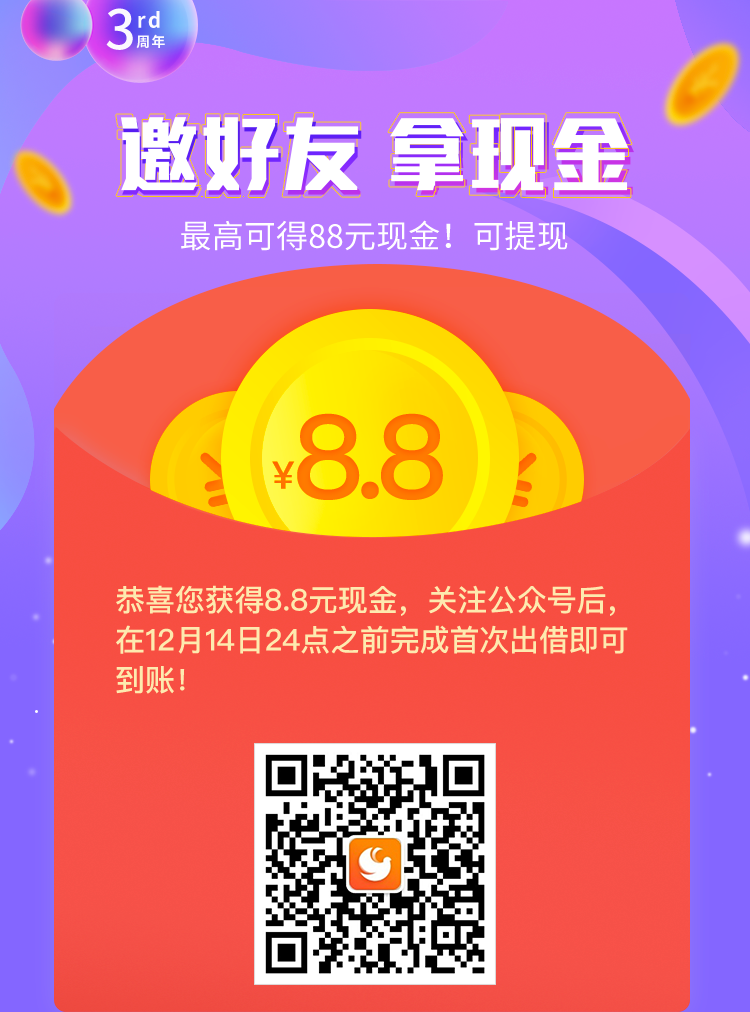 3rd
周年
邀好友 拿现金
最高可得88元现金！可提现
¥8.8
恭喜您获得8.8元现金，关注公众号后，
在12月14日24点之前完成首次出借即可
到账！